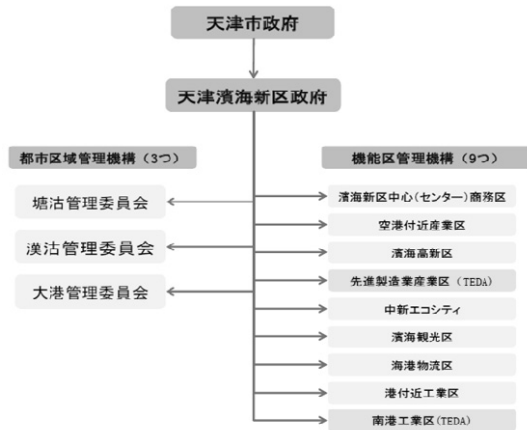 天津市政府
天津濱海新区政府
都市区域管理機構（3つ）
塘沽管理委員会
漢沽管理委員会
大港管理委員会
機能区管理機構（9つ）
濱海新区中心（センター）商務区
空港付近産業区
濱海高新区
先進製造業産業区（TEDA）
中新エコシティ
濱海観光区
海港物流区
港付近工業区
南港工業区（TEDA）